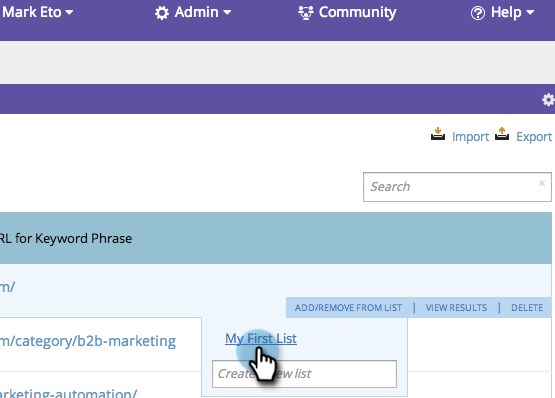 Mark Eto Admin Community Help
Import Export
Search
RL for Keyword Phrase
m/
ADD/REMOVE FROM LIST VIEW RESULTS DELETE
My First List
m/category/b2b-marketing
Create new list
arketing-automation/